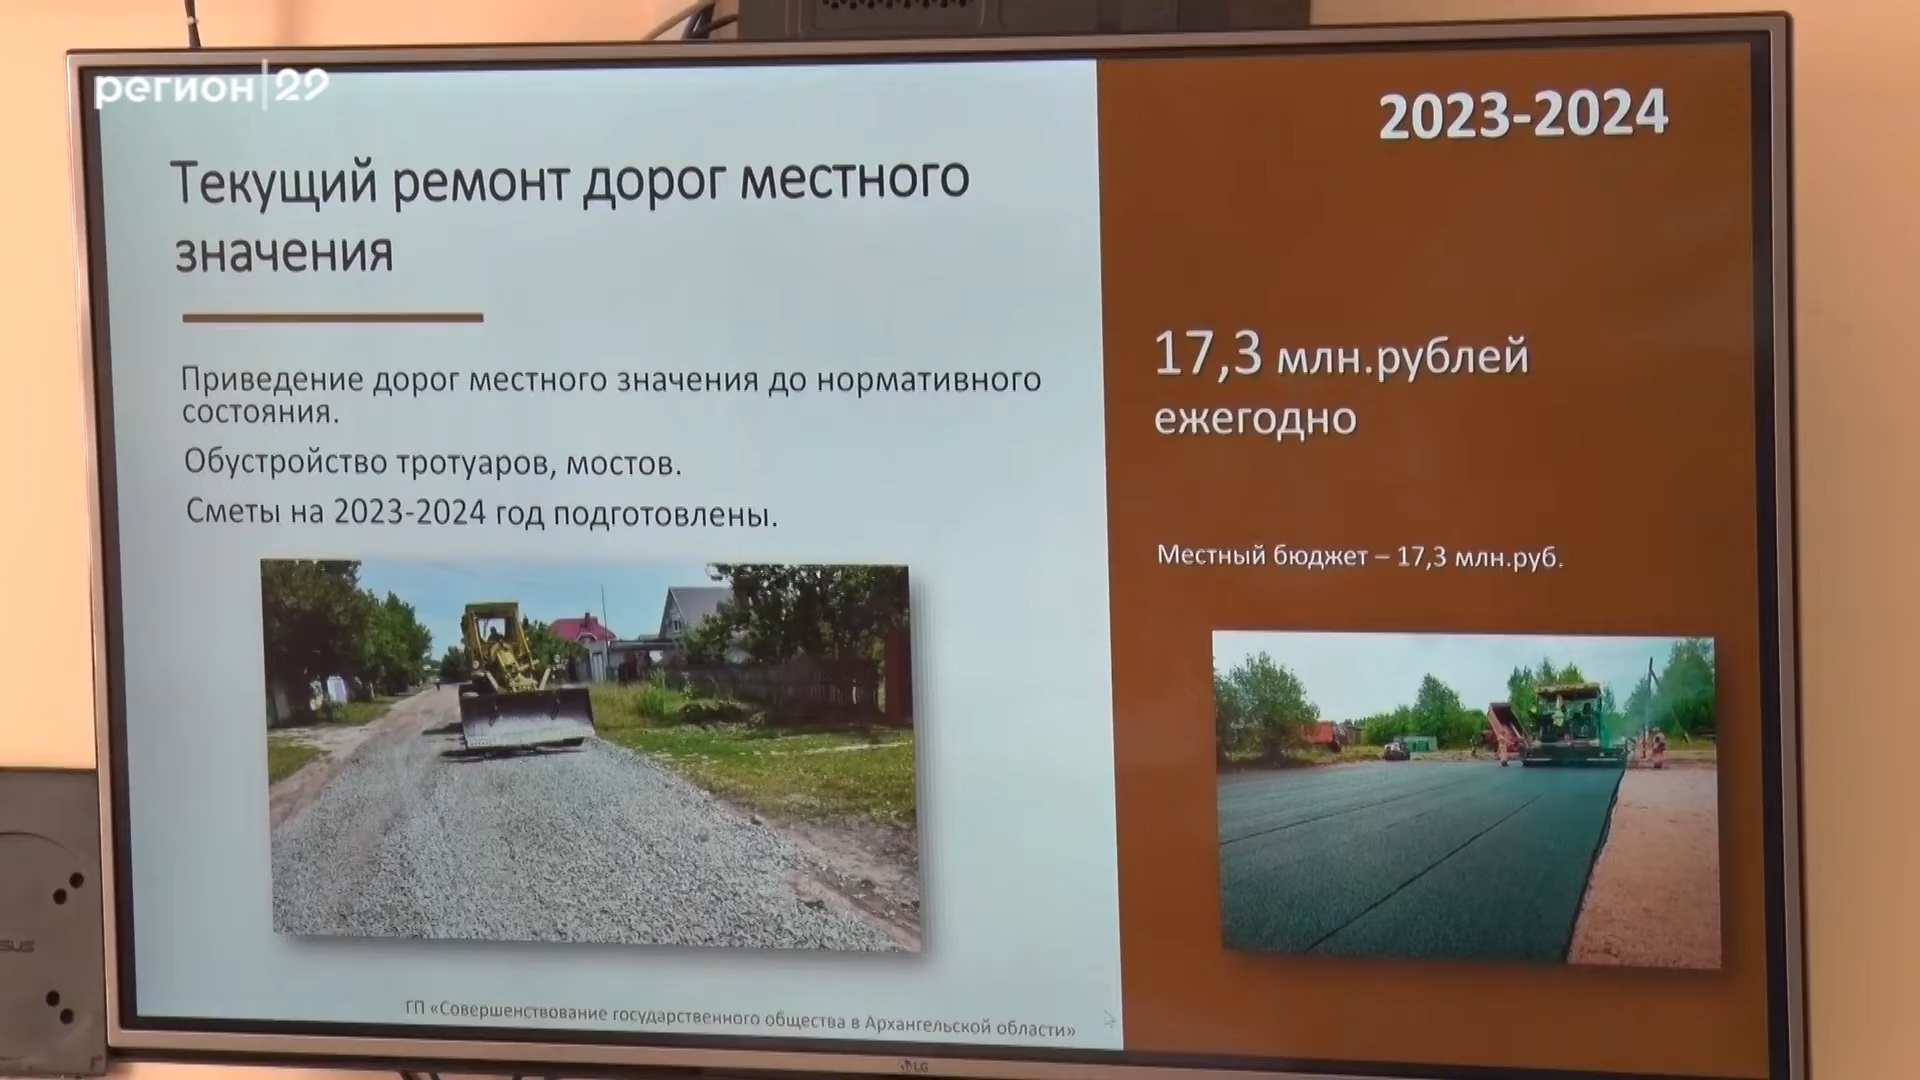 регион|29
2023-2024
Текущий ремонт дорог местного
значения
Приведение дорог местного значения до нормативного
состояния.
Обустройство тротуаров, мостов.
Сметы на 2023-2024 год подготовлены.
17,3 млн.рублей
ежегодно
Местный бюджет – 17,3 млн.руб.
ГП «Совершенствование государственного общества в Архангельской области»
LG